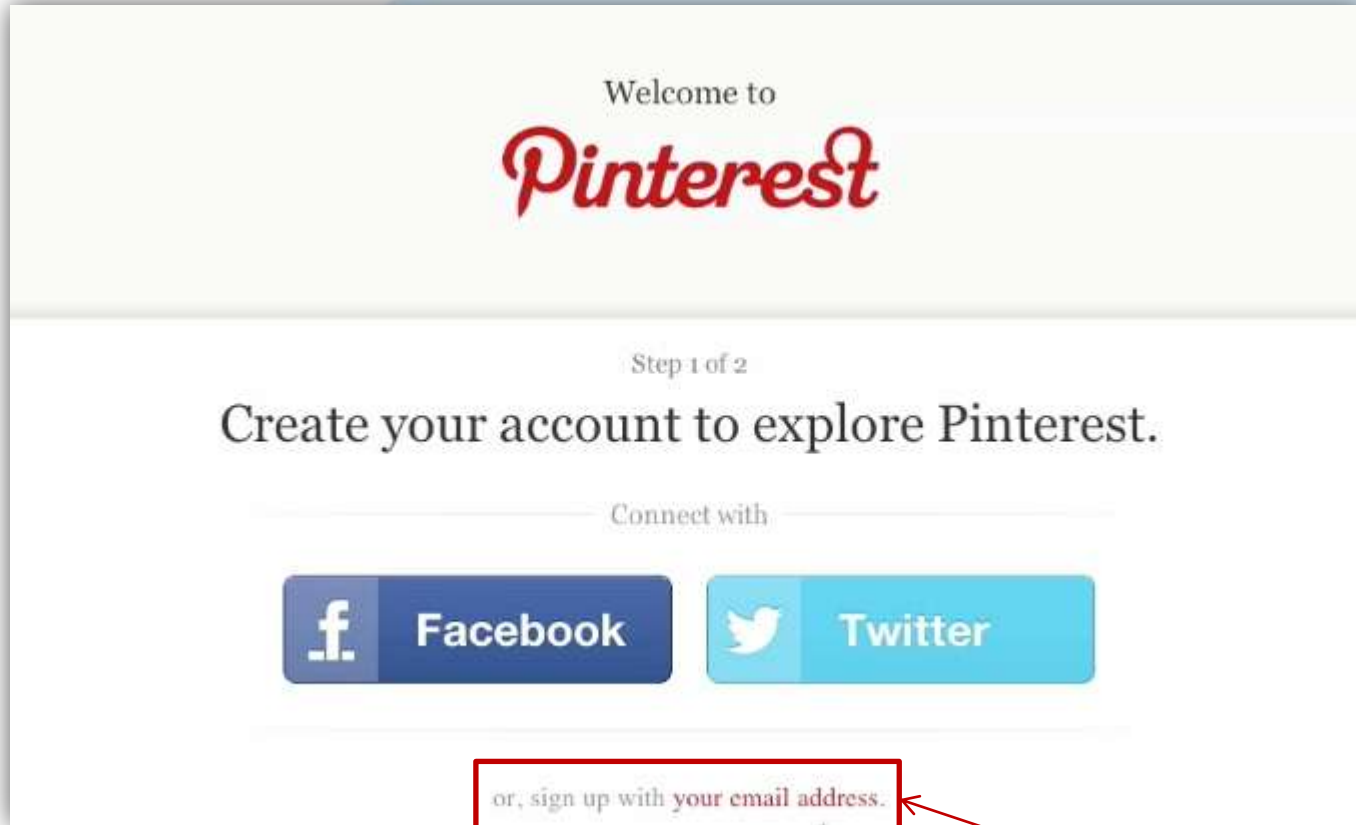 Welcome to
Pinterest
Step 1 of 2
Create your account to explore Pinterest.
Connect with
f Facebook
Twitter
or, sign up with your email address.